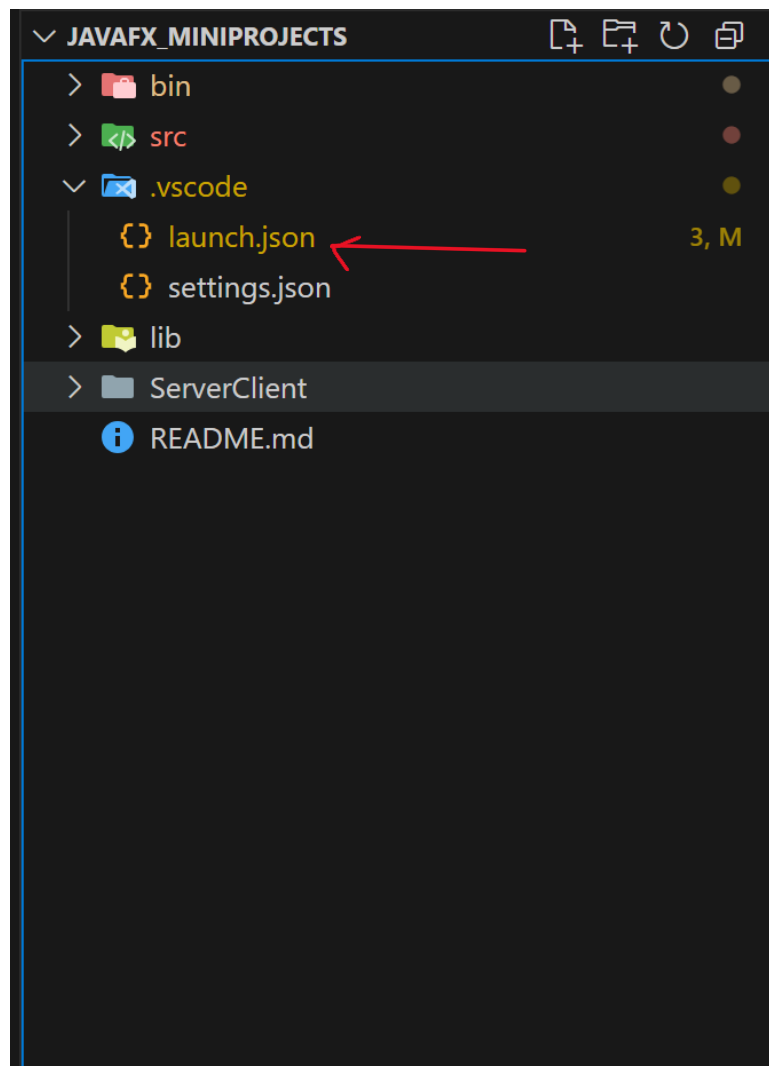 JAVAFX_MINIPROJECTS
bin
src
.vscode
launch.json 3, M
settings.json
lib
ServerClient
README.md